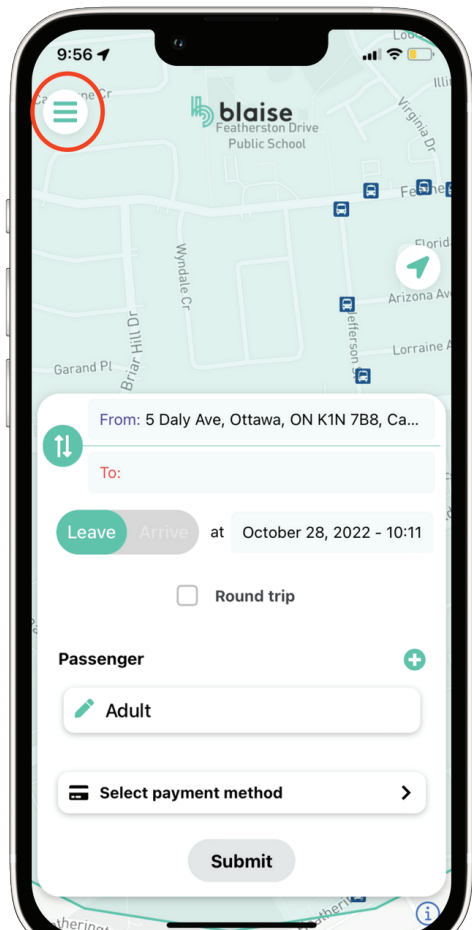 9:56
blaise
Featherston Drive
Public School
Virginia Dr
Wyndale Cr
Arizona Av
Briar Hill Dr
Jefferson S
Lorraine A
Garand Pl
From: 5 Daly Ave, Ottawa, ON K1N 7B8, Ca...
To:
Leave Arrive at October 28, 2022 - 10:11
Round trip
Passenger
Adult
Select payment method
Submit